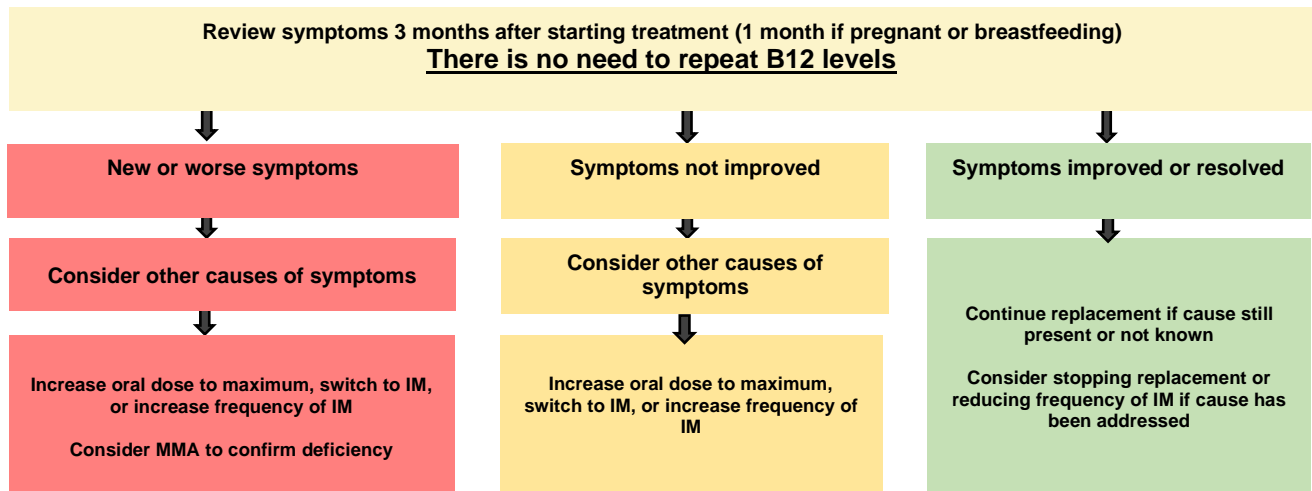 Review symptoms 3 months after starting treatment (1 month if pregnant or breastfeeding)
There is no need to repeat B12 levels
New or worse symptoms
Symptoms not improved
Symptoms improved or resolved
Consider other causes of symptoms
Consider other causes of
symptoms
Continue replacement if cause still
present or not known
Consider stopping replacement or
reducing frequency of IM if cause has
been addressed
Increase oral dose to maximum, switch to IM,
or increase frequency of IM
Consider MMA to confirm deficiency
Increase oral dose to maximum,
switch to IM, or increase frequency of
IM